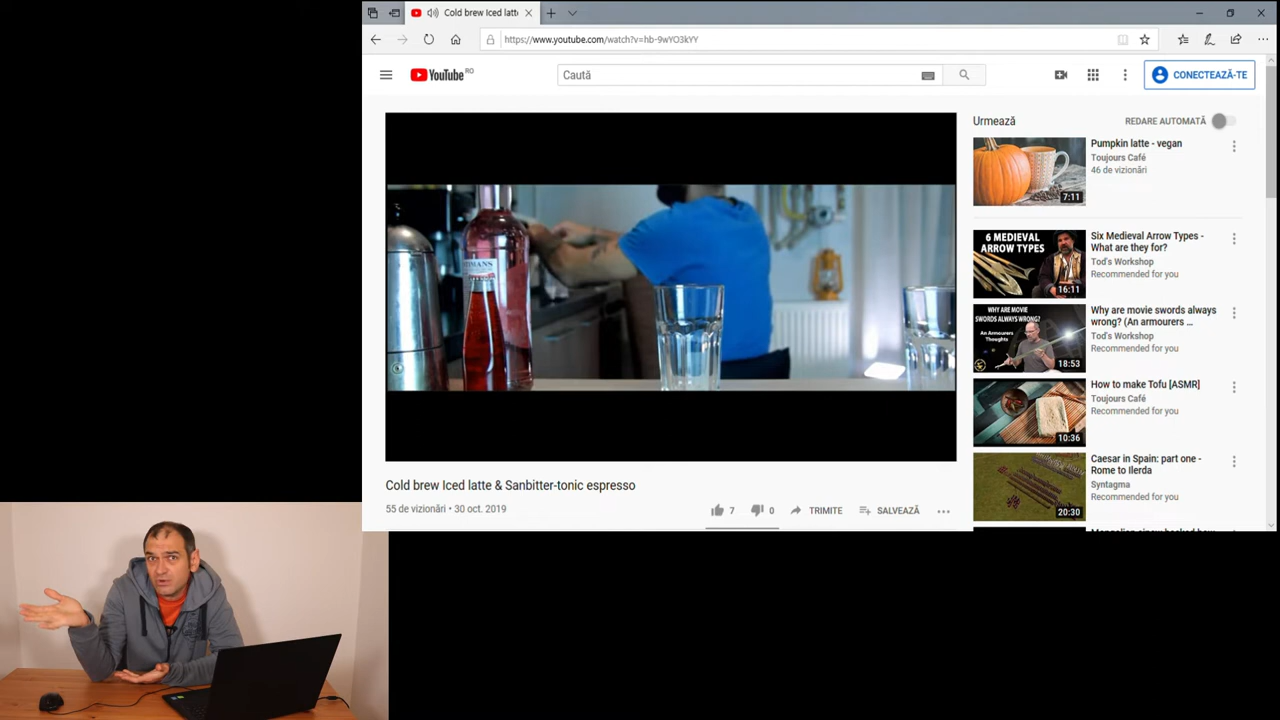 Cold brew Iced latte
https://www.youtube.com/watch?v=hb-9wYO3kYY
YouTube RO
Caută
CONECTEAZĂ-TE
Urmează
REDARE AUTOMATĂ
Pumpkin latte - vegan
Toujours Café
46 de vizionări
7:11
6 MEDIEVAL
ARROW TYPES
16:11
Six Medieval Arrow Types -
What are they for?
Tod's Workshop
Recommended for you
WHY ARE MOVIE
SWORDS ALWAYS
WRONG?
An Armourers
Thoughts
18:53
Why are movie swords always
wrong? (An armourers ...
Tod's Workshop
Recommended for you
10:36
How to make Tofu [ASMR]
Toujours Café
Recommended for you
20:30
Caesar in Spain: part one -
Rome to Ilerda
Syntagma
Recommended for you
Cold brew Iced latte & Sanbitter-tonic espresso
55 de vizionări • 30 oct. 2019
7
0
TRIMITE
SALVEAZĂ